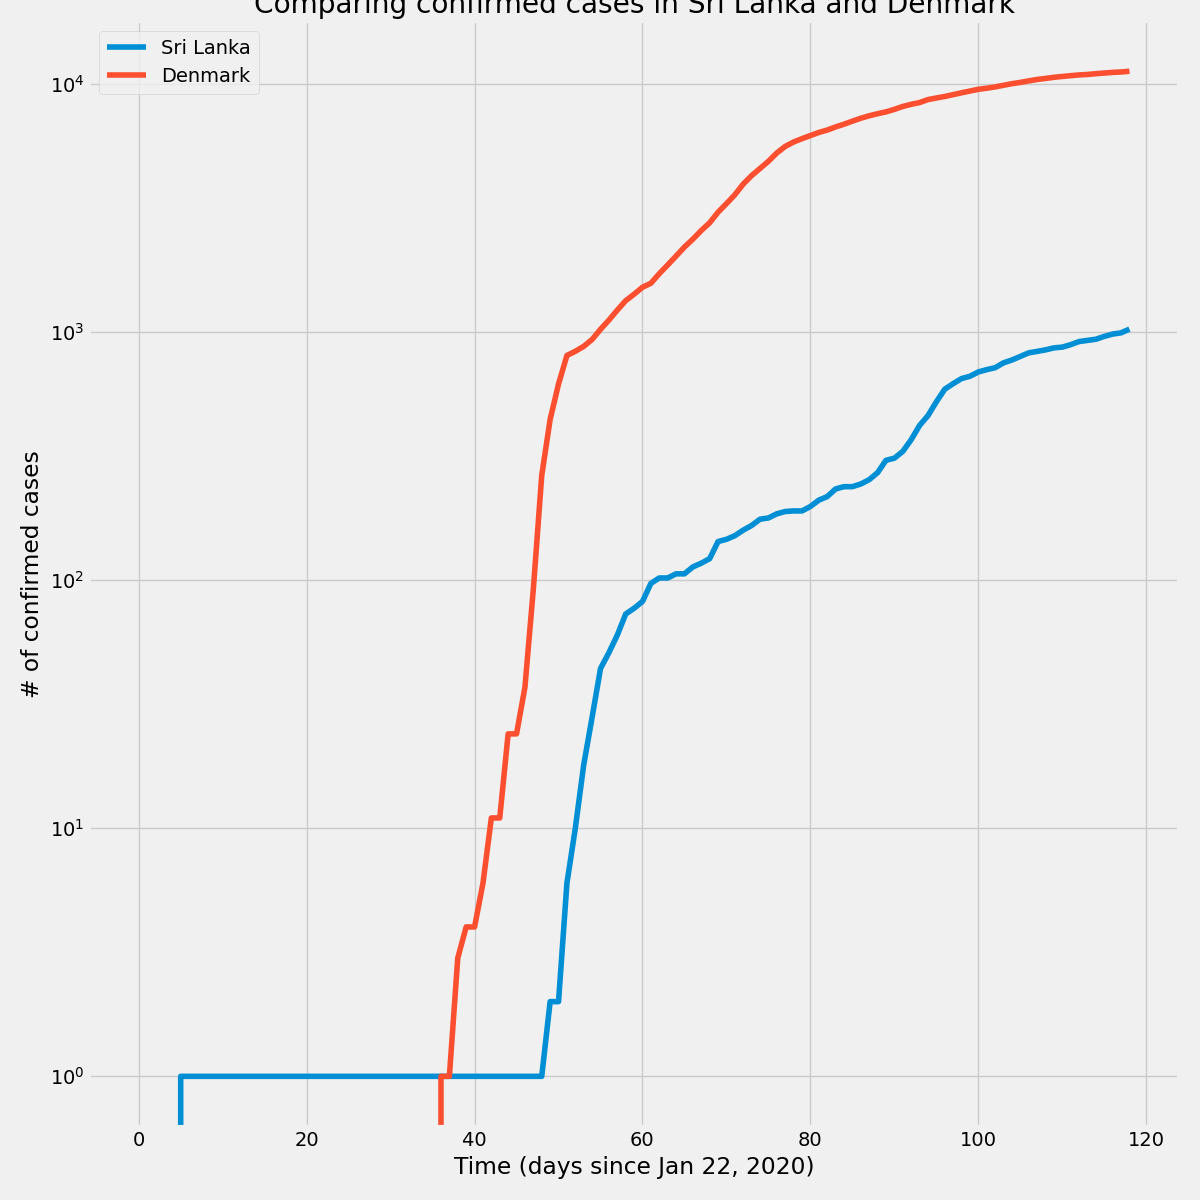 Comparing confirmed cases in Sri Lanka and Denmark
Sri Lanka
Denmark
10⁴
10³
10²
10¹
10⁰
# of confirmed cases
0 20 40 60 80 100 120
Time (days since Jan 22, 2020)